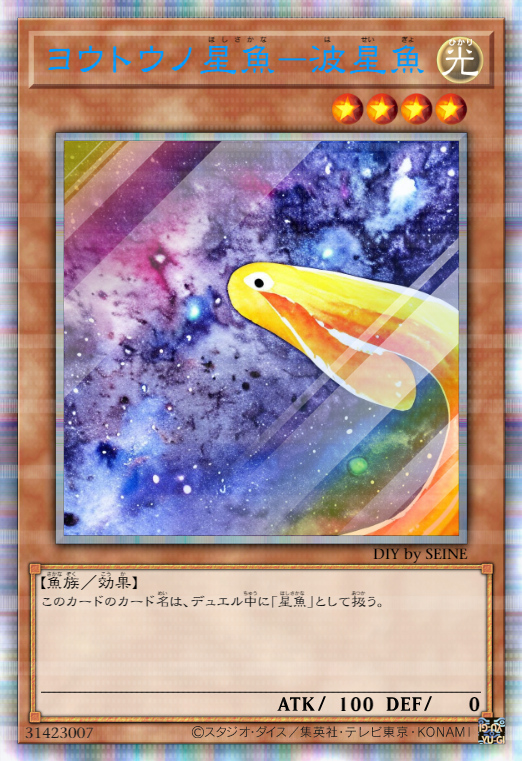 ヨウトウノ星魚－波星魚
光
DIY by SEINE
【魚族／効果】
このカードのカード名は、デュエル中に「星魚」として扱う。
ATK/ 100 DEF/ 0
31423007
©スタジオ・ダイス／集英社・テレビ東京・KONAMI